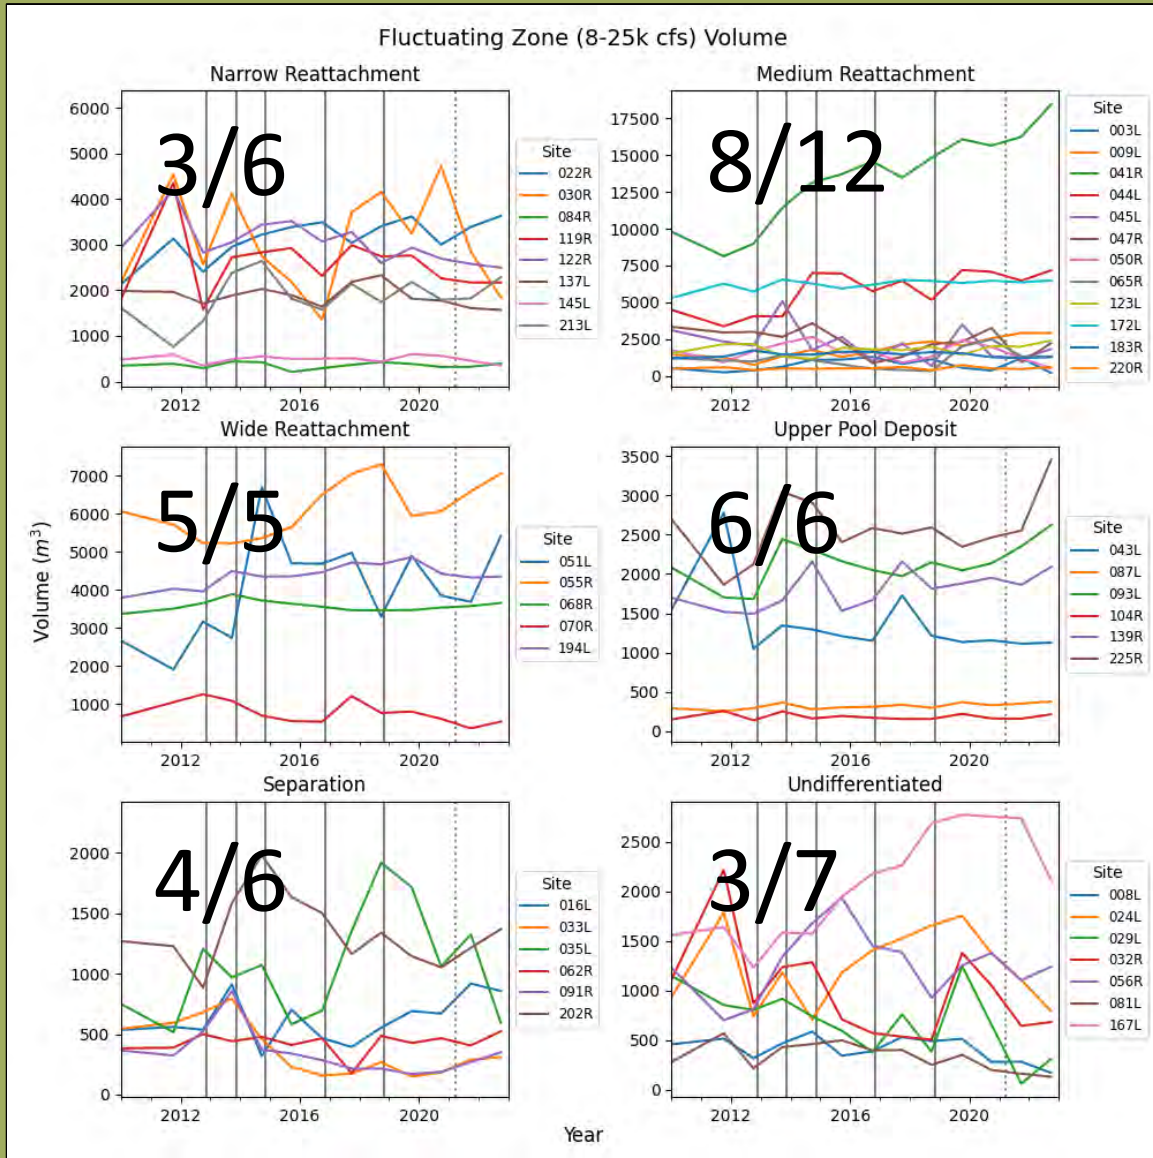 Fluctuating Zone (8-25k cfs) Volume
Narrow Reattachment
6000
5000
4000
3000
2000
1000
0
2012
2016
2020
3/6
Site
022R
030R
084R
119R
122R
137L
145L
213L
Medium Reattachment
17500
15000
12500
10000
7500
5000
2500
0
2012
2016
2020
8/12
Site
003L
009L
041R
044L
045L
047R
050R
065R
123L
172L
183R
220R
Wide Reattachment
7000
6000
5000
4000
3000
2000
1000
2012
2016
2020
5/5
Site
051L
055R
068R
070R
194L
Upper Pool Deposit
3500
3000
2500
2000
1500
1000
500
0
2012
2016
2020
6/6
Site
043L
087L
093L
104R
139R
225R
Separation
2000
1500
1000
500
0
2012
2016
2020
4/6
Site
016L
033L
035L
062R
091R
202R
Undifferentiated
2500
2000
1500
1000
500
0
2012
2016
2020
3/7
Site
008L
024L
029L
032R
056R
081L
167L
Volume (m³)
Year